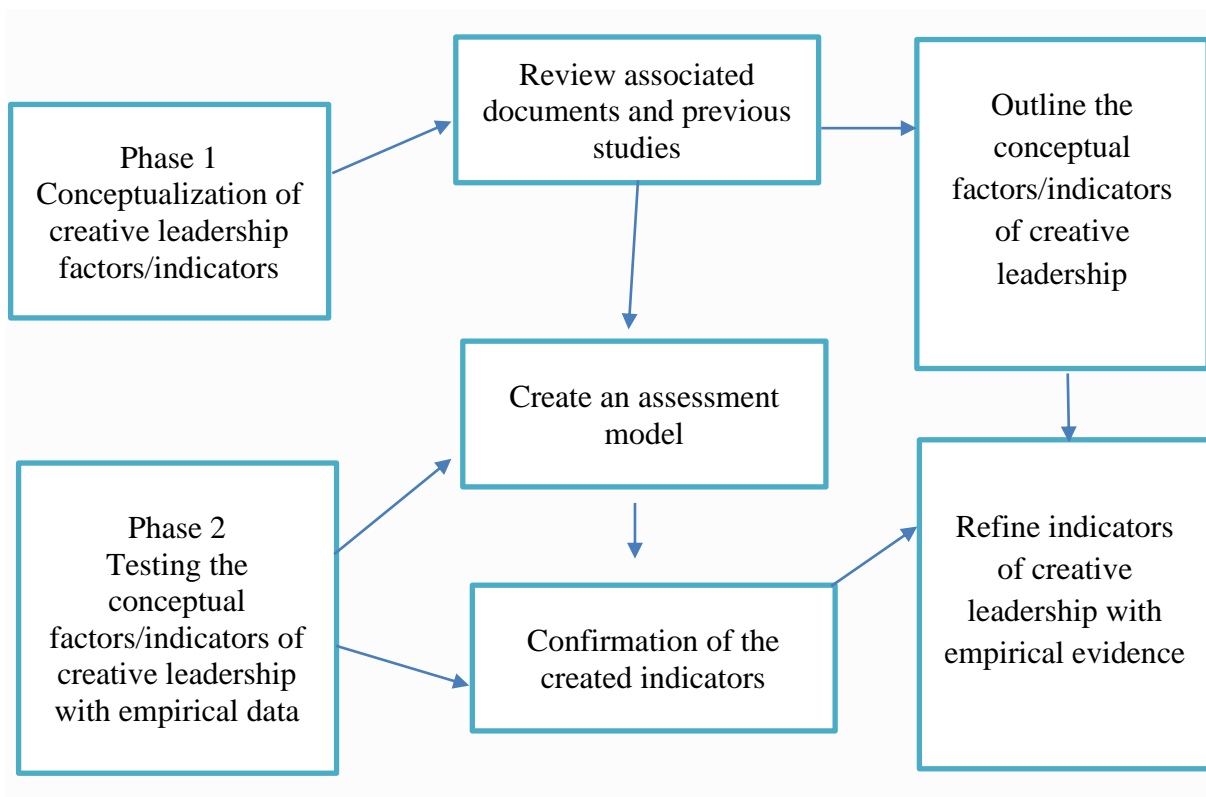 Phase 1
Conceptualization of
creative leadership
factors/indicators
Review associated
documents and previous
studies
Outline the
conceptual
factors/indicators
of creative
leadership
Create an assessment
model
Phase 2
Testing the
conceptual
factors/indicators of
creative leadership
with empirical data
Confirmation of the
created indicators
Refine indicators
of creative
leadership with
empirical evidence